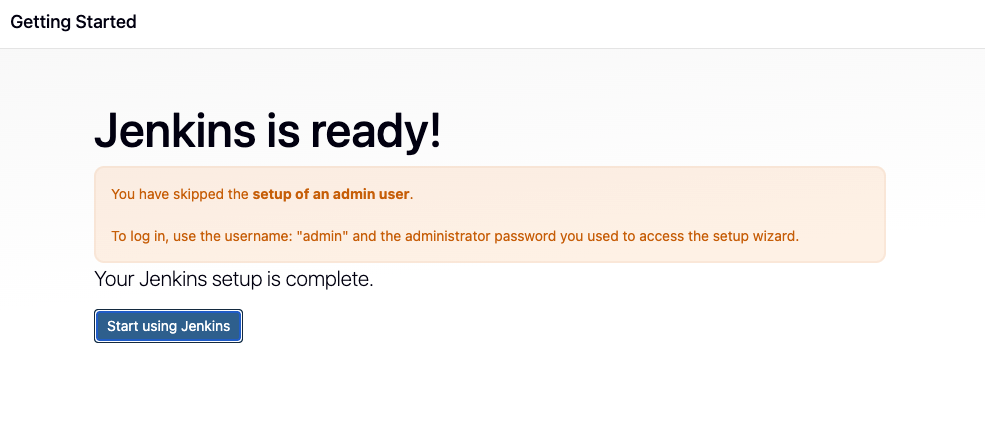 Getting Started
Jenkins is ready!
You have skipped the setup of an admin user.
To log in, use the username: "admin" and the administrator password you used to access the setup wizard.
Your Jenkins setup is complete.
Start using Jenkins